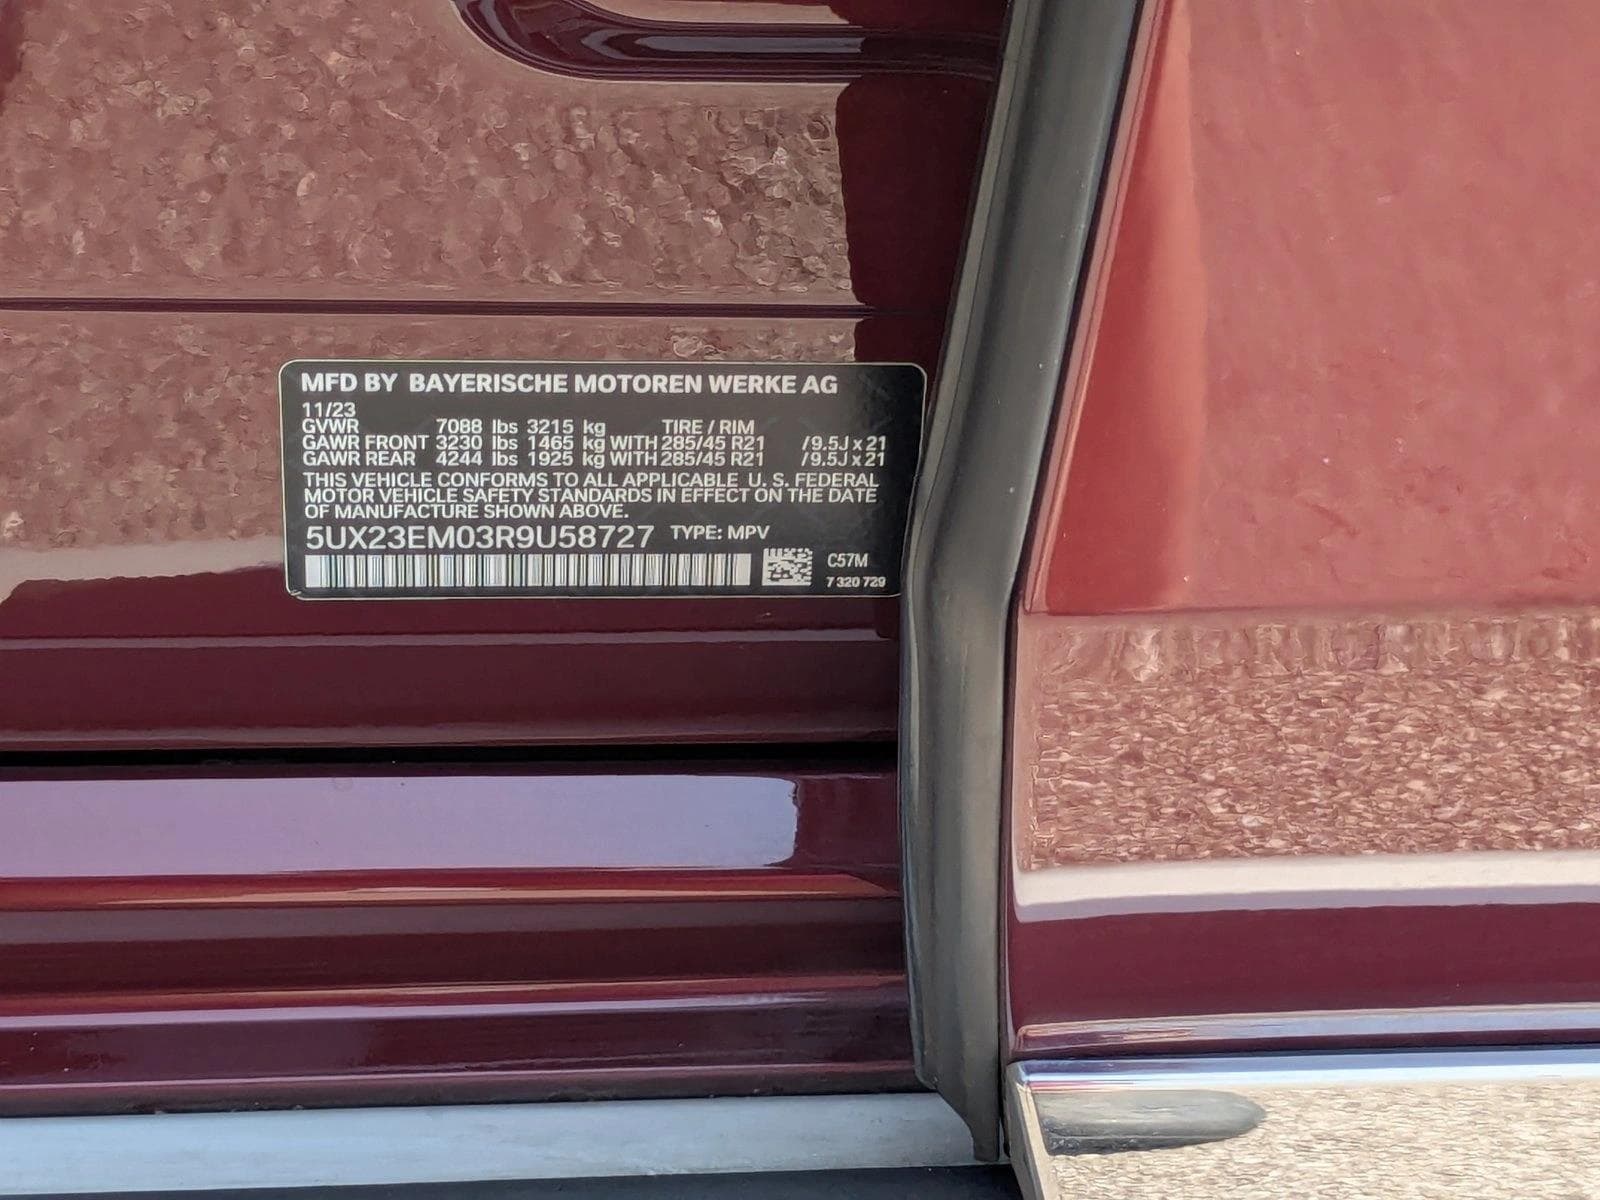 MFD BY BAYERISCHE MOTOREN WERKE AG
11/23
GVWR 7088 lbs 3215 kg TIRE / RIM
GAWR FRONT 3230 lbs 1465 kg WITH 285/45 R21 /9.5J x 21
GAWR REAR 4244 lbs 1925 kg WITH 285/45 R21 /9.5J x 21
THIS VEHICLE CONFORMS TO ALL APPLICABLE U. S. FEDERAL
MOTOR VEHICLE SAFETY STANDARDS IN EFFECT ON THE DATE
OF MANUFACTURE SHOWN ABOVE.
5UX23EM03R9U58727 TYPE: MPV
C57M
7 320 729